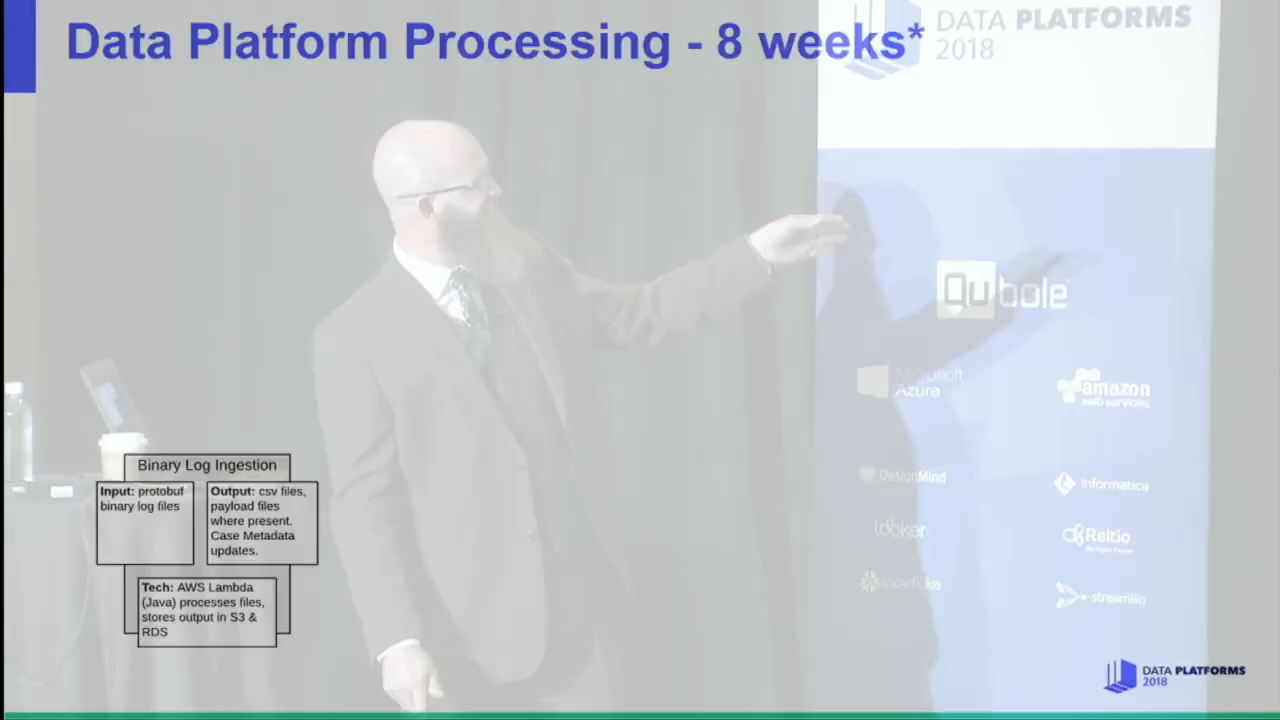 Data Platform Processing - 8 weeks*
DATA PLATFORMS
2018
Qubole
Microsoft
Azure
amazon
web services
DesignMind
Informatica
looker
Reltio
snowflake
streamlio
Binary Log Ingestion
Input: protobuf
binary log files
Output: csv files,
payload files
where present.
Case Metadata
updates.
Tech: AWS Lambda
(Java) processes files,
stores output in S3 &
RDS
DATA PLATFORMS
2018